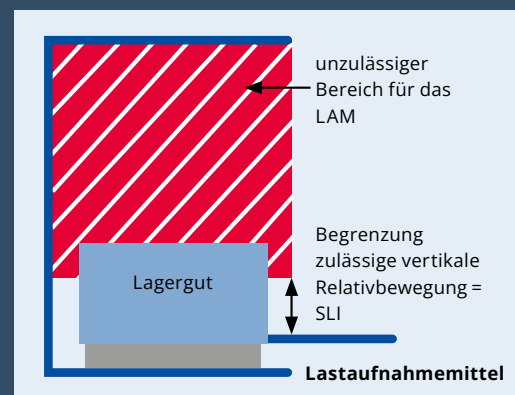 unzulässiger
Bereich für das
LAM
Begrenzung
zulässige vertikale
Relativbewegung =
SLI
Lagergut
Lastaufnahmemittel